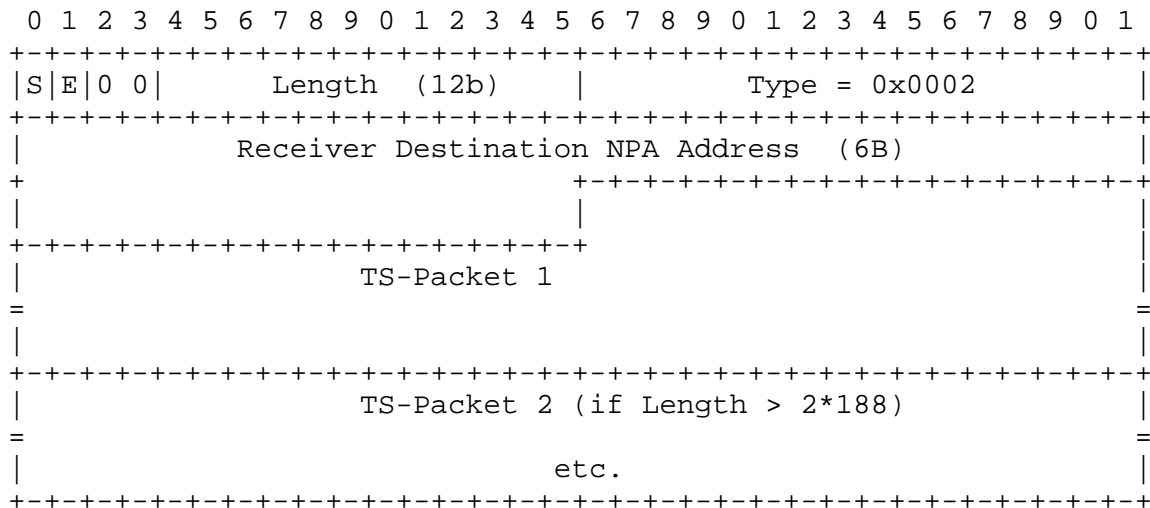 0 1 2 3 4 5 6 7 8 9 0 1 2 3 4 5 6 7 8 9 0 1 2 3 4 5 6 7 8 9 0 1
+-+-+-+-+-+-+-+-+-+-+-+-+-+-+-+-+-+-+-+-+-+-+-+-+-+-+-+-+-+-+-+-+
|S|E|0 0|      Length  (12b)    |         Type = 0x0002         |
+-+-+-+-+-+-+-+-+-+-+-+-+-+-+-+-+-+-+-+-+-+-+-+-+-+-+-+-+-+-+-+-+
|            Receiver Destination NPA Address  (6B)             |
+                               +-+-+-+-+-+-+-+-+-+-+-+-+-+-+-+-+
|                               |                               |
+-+-+-+-+-+-+-+-+-+-+-+-+-+-+-+-+                               |
|                   TS-Packet 1                                 |
=                                                               =
|                                                               |
+-+-+-+-+-+-+-+-+-+-+-+-+-+-+-+-+-+-+-+-+-+-+-+-+-+-+-+-+-+-+-+-+
|                   TS-Packet 2 (if Length > 2*188)             |
=                                                               =
|                              etc.                             |
+-+-+-+-+-+-+-+-+-+-+-+-+-+-+-+-+-+-+-+-+-+-+-+-+-+-+-+-+-+-+-+-+